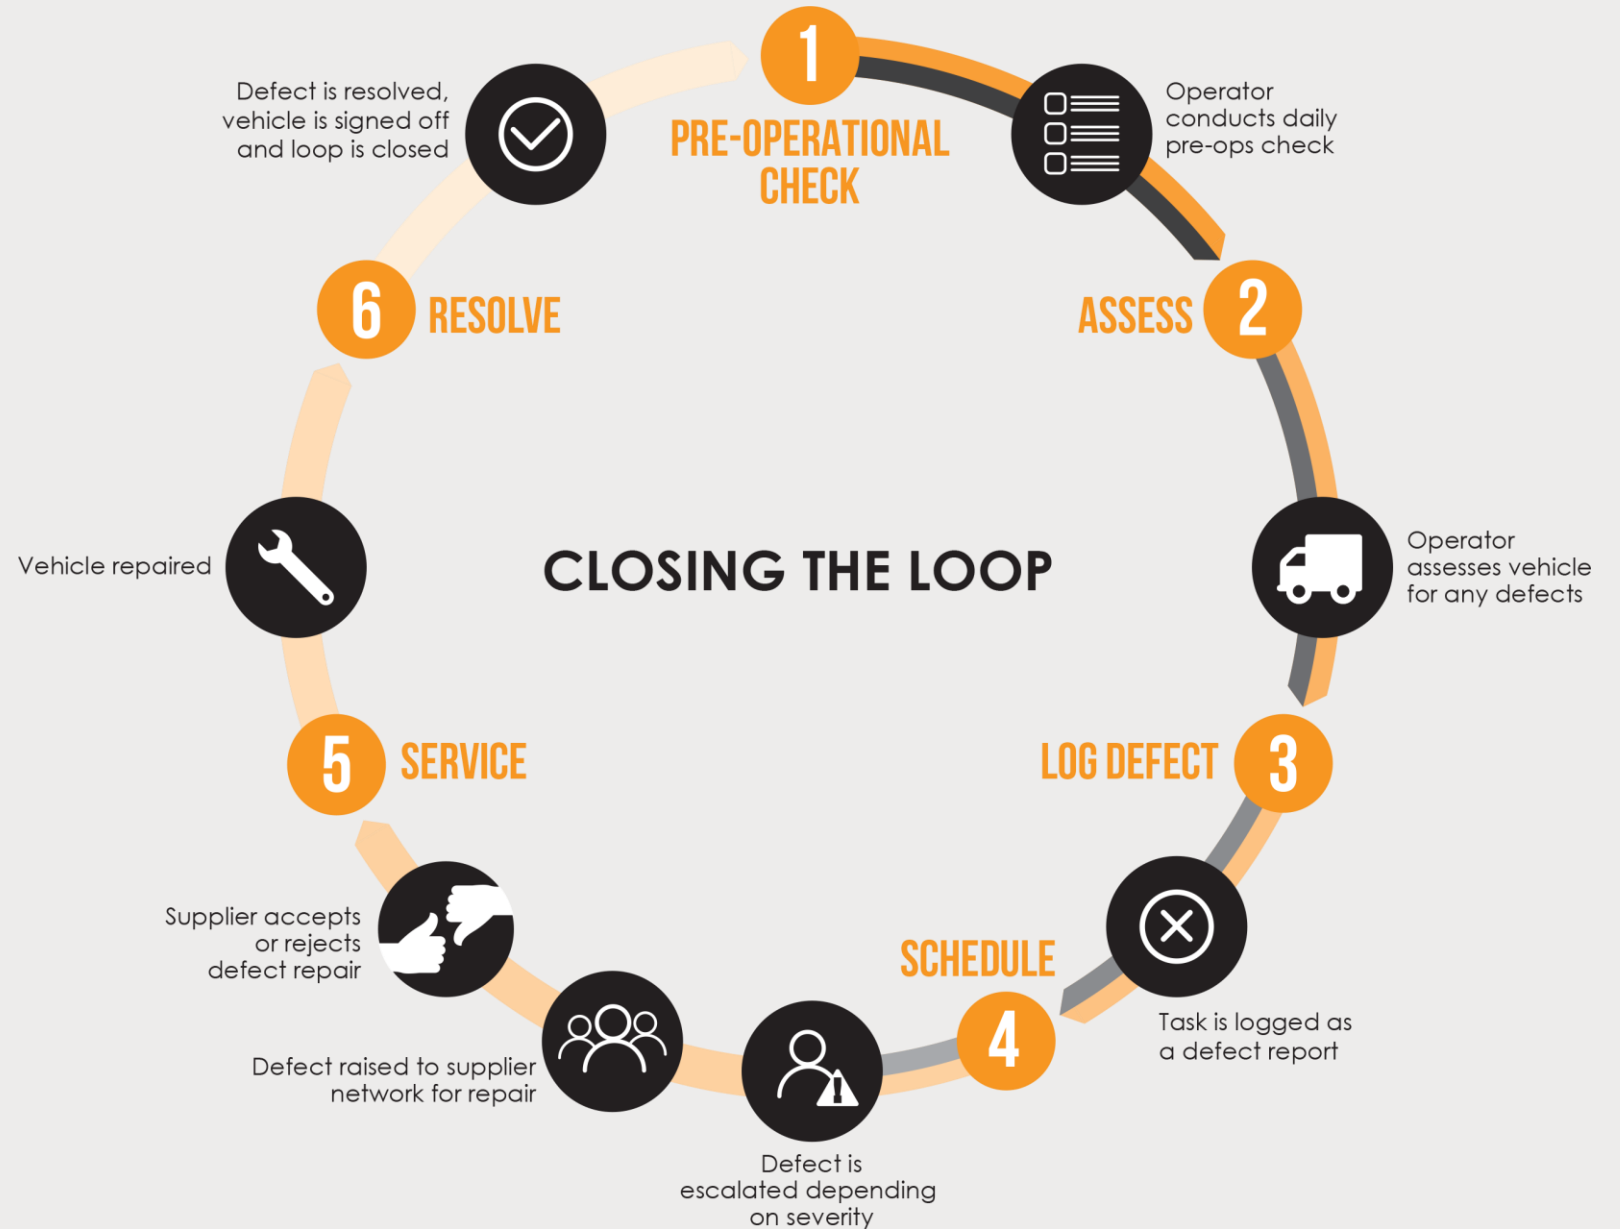 1
PRE-OPERATIONAL
CHECK
Operator
conducts daily
pre-ops check
2
ASSESS
Operator
assesses vehicle
for any defects
3
LOG DEFECT
Task is logged as
a defect report
4
SCHEDULE
Defect is
escalated depending
on severity
Defect raised to supplier
network for repair
Supplier accepts
or rejects
defect repair
5
SERVICE
Vehicle repaired
6
RESOLVE
Defect is resolved,
vehicle is signed off
and loop is closed
CLOSING THE LOOP